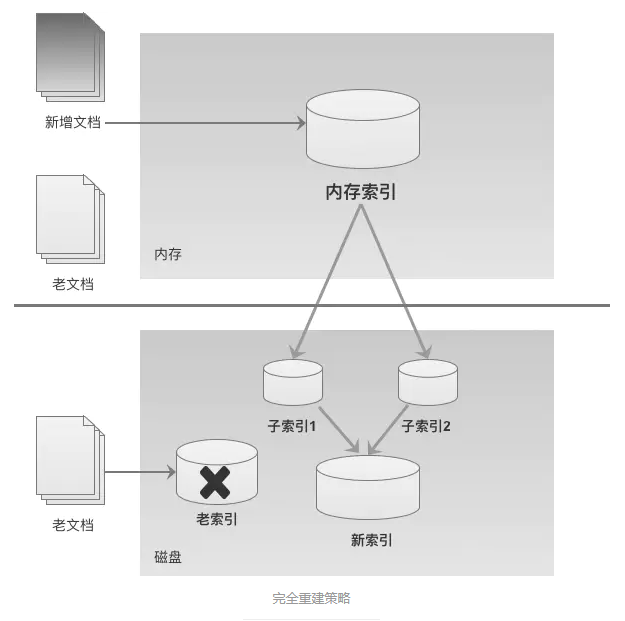 新增文档
内存索引
内存
老文档
子索引1
子索引2
老文档
老索引
新索引
磁盘
完全重建策略